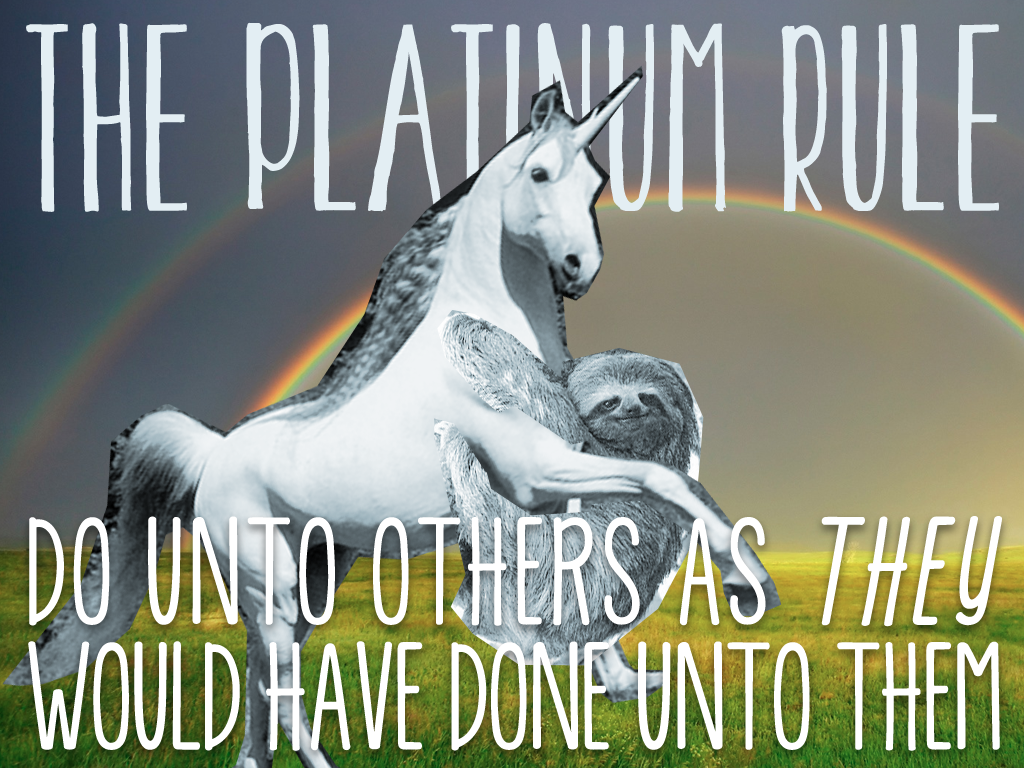 THE PLATINUM RULE
DO UNTO OTHERS AS THEY
WOULD HAVE DONE UNTO THEM